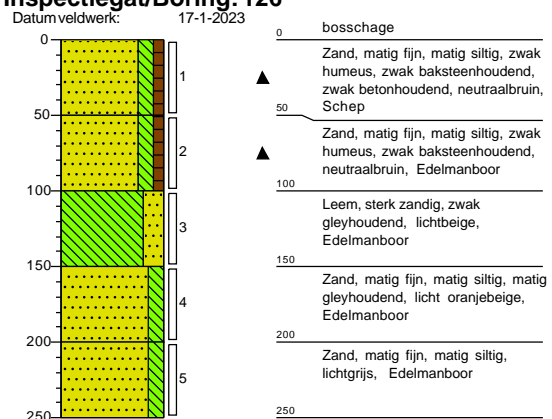 Inspectiegat/Boring: 126
Datum veldwerk: 17-1-2023
0
50
100
150
200
250
1
2
3
4
5
0 bosschage
Zand, matig fijn, matig siltig, zwak
humeus, zwak baksteenhoudend,
zwak betonhoudend, neutraalbruin,
Schep
50
Zand, matig fijn, matig siltig, zwak
humeus, zwak baksteenhoudend,
neutraalbruin, Edelmanboor
100
Leem, sterk zandig, zwak
gleyhoudend, lichtbeige,
Edelmanboor
150
Zand, matig fijn, matig siltig, matig
gleyhoudend, licht oranjebeige,
Edelmanboor
200
Zand, matig fijn, matig siltig,
lichtgrijs, Edelmanboor
250